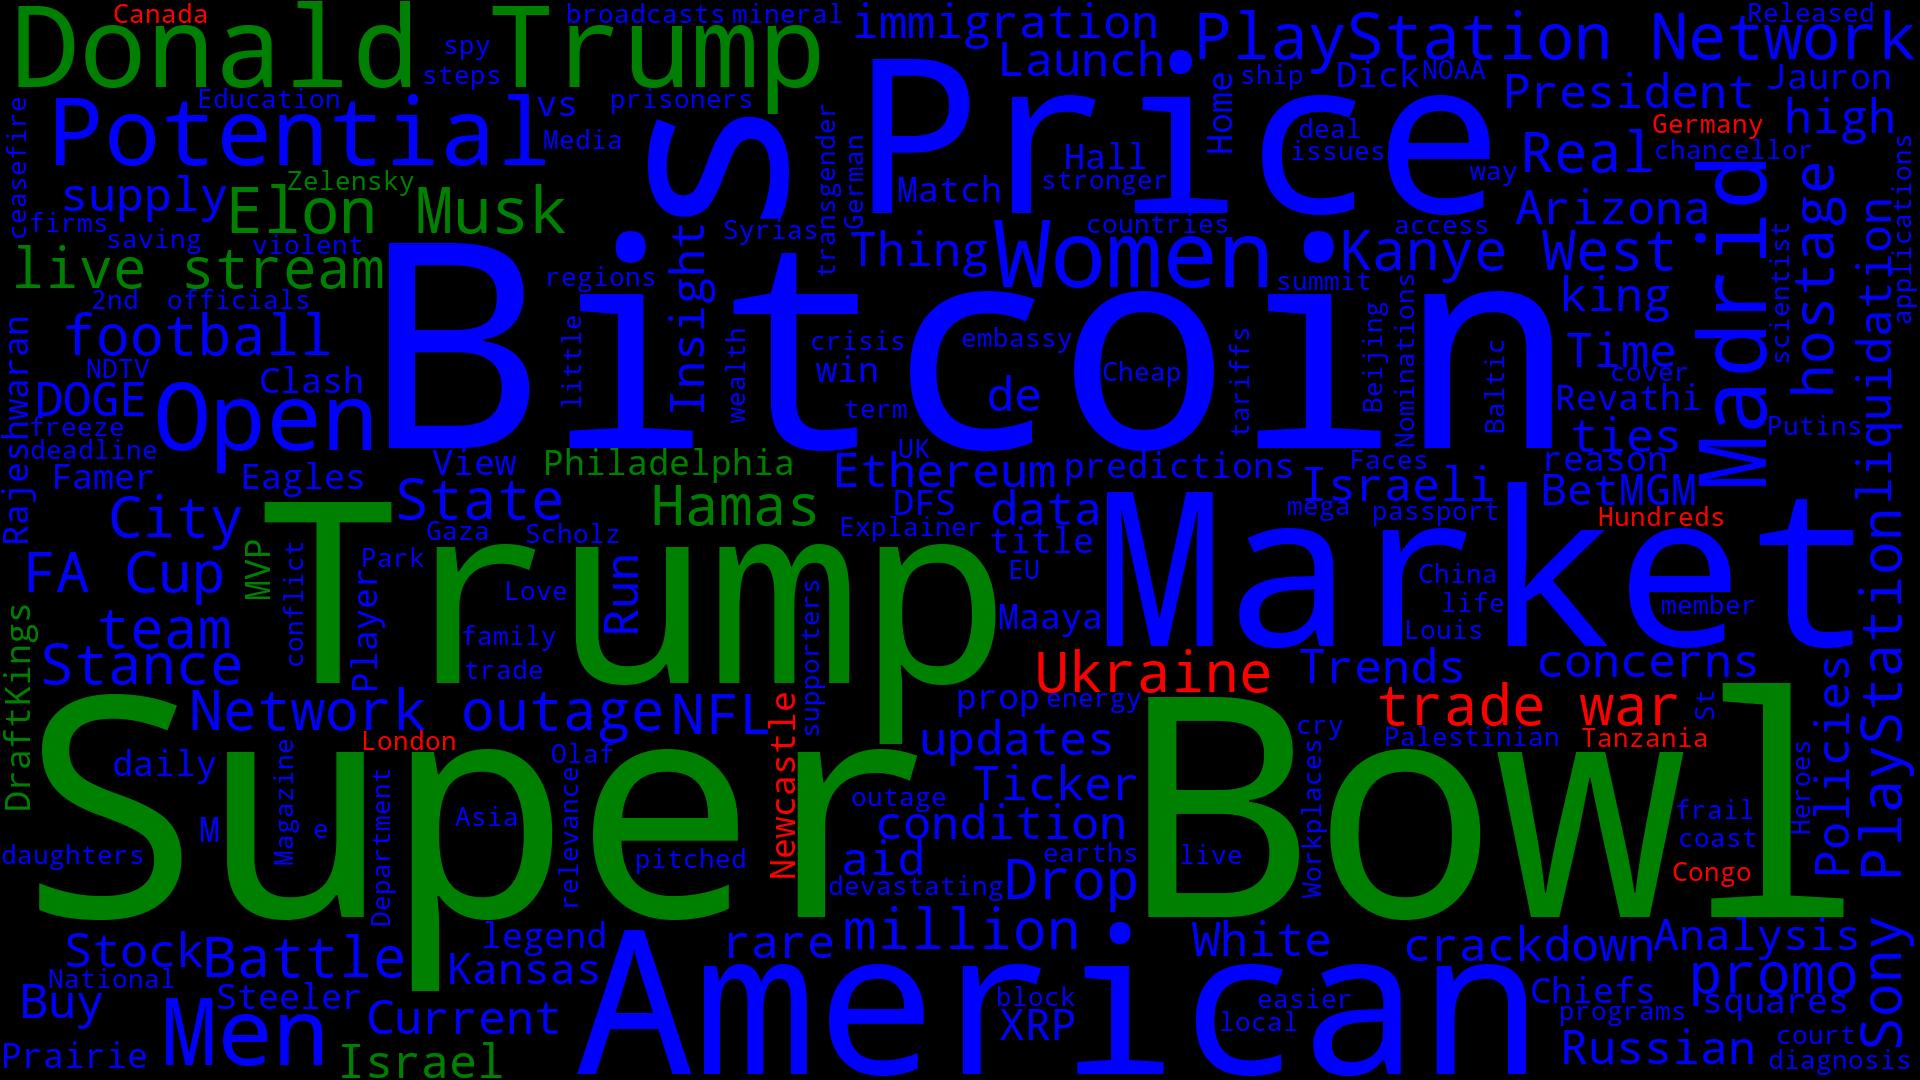 Canada
Donald Trump
broadcasts
mineral
immigration
PlayStation Network
Released
spy
steps
Launch
Price
ship
Dick
NOAA
Jauron
President
high
Education
Potential
vs
prisoners
Media
s
Home
deal
issues
Hall
Match
stronger
way
Real
Germany
chancellor
ceasefire
Zelensky
supply
Elon Musk
firms
saving
violent
live stream
transgender
German
Syrias
Thing
Women
countries
access
Arizona
Kanye West
Madrid
hostage
scientist
applications
liquidation
2nd
officials
football
NDTV
Clash
DOGE
Open
freeze
deadline
Famer
Eagles
Rajeshwaran
Bitcoin
regions
little
Insight
wealth
crisis
win
term
embassy
de
Cheap
tariffs
summit
Beijing
Nominations
Baltic
king
Time
cover
Revathi
ties
Putins
reason
View
Philadelphia
UK
Ethereum
predictions
Faces
Israeli
BetMGM
City
State
Hamas
DFS
data
mega
passport
Hundreds
Gaza
Scholz
Explainer
title
FA Cup
MVP
conflict
Park
Player
Trump
Love
Run
family
trade
supporters
EU
Maaya
Market
China
life
Louis
member
team
Stance
DraftKings
Ukraine
Trends
concerns
Network outage
NFL
Newcastle
prop
energy
trade war
St
Policies
Sony PlayStation
London
Olaf
updates
cry
Palestinian
Tanzania
daily
Super Bowl
Magazine
Department
Asia
relevance
outage
Ticker
Workplaces
Heroes
M
e
condition
frail
coast
daughters
pitched
aid
earths
live
Congo
devastating
Drop
Stock
Battle
legend
rare
million
White
crackdown
Analysis
National
Kansas
American
promo
Buy
Steeler
Men
Current
block
XRP
easier
local
Chiefs
squares
programs
Prairie
Israel
Russian
court
diagnosis